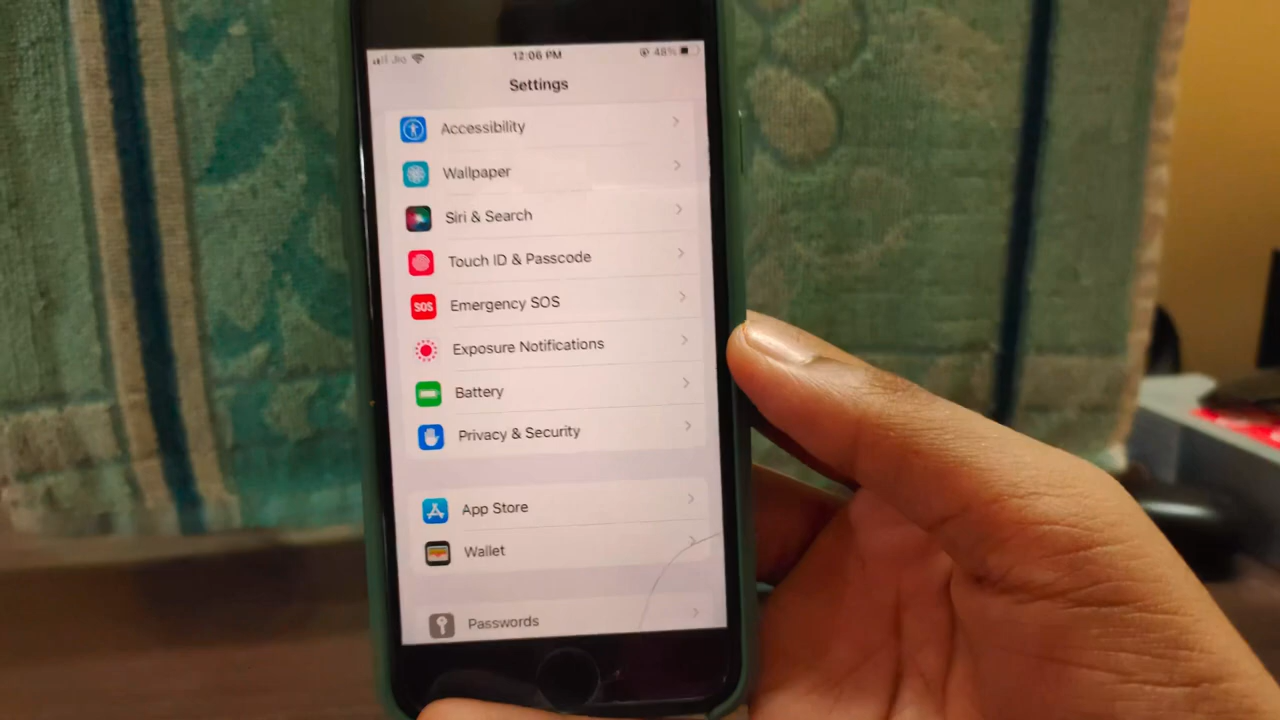 Jio 12:06 PM 48%
Settings
Accessibility
Wallpaper
Siri & Search
Touch ID & Passcode
SOS Emergency SOS
Exposure Notifications
Battery
Privacy & Security
App Store
Wallet
Passwords